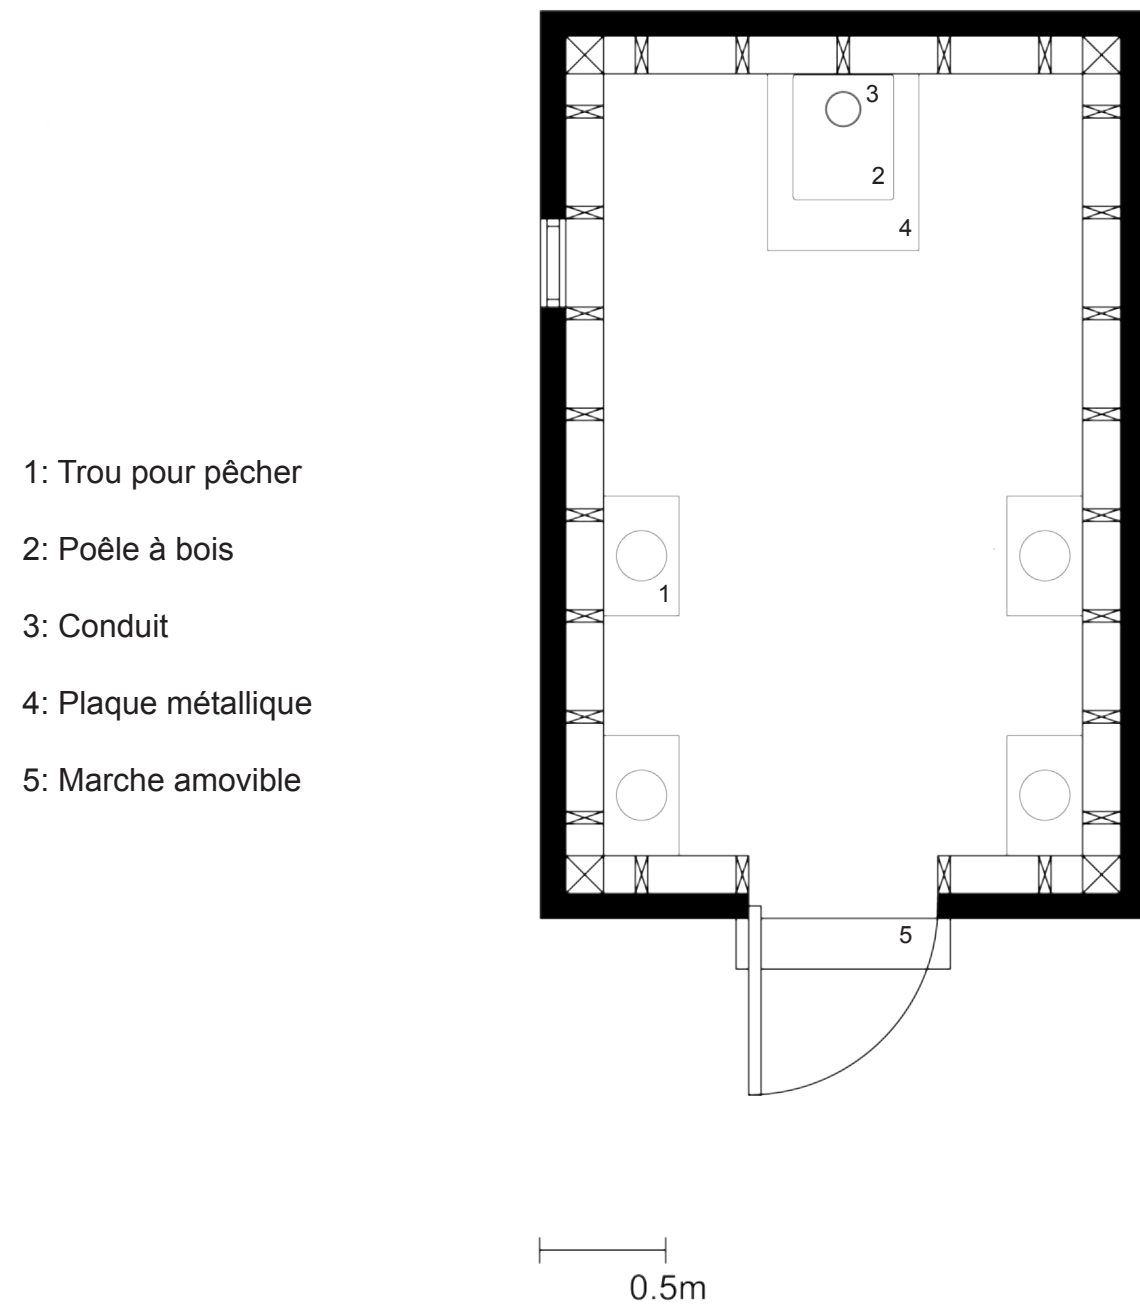 3
2
4
1: Trou pour pêcher
2: Poêle à bois
1
3: Conduit
4: Plaque métallique
5: Marche amovible
5
0.5m